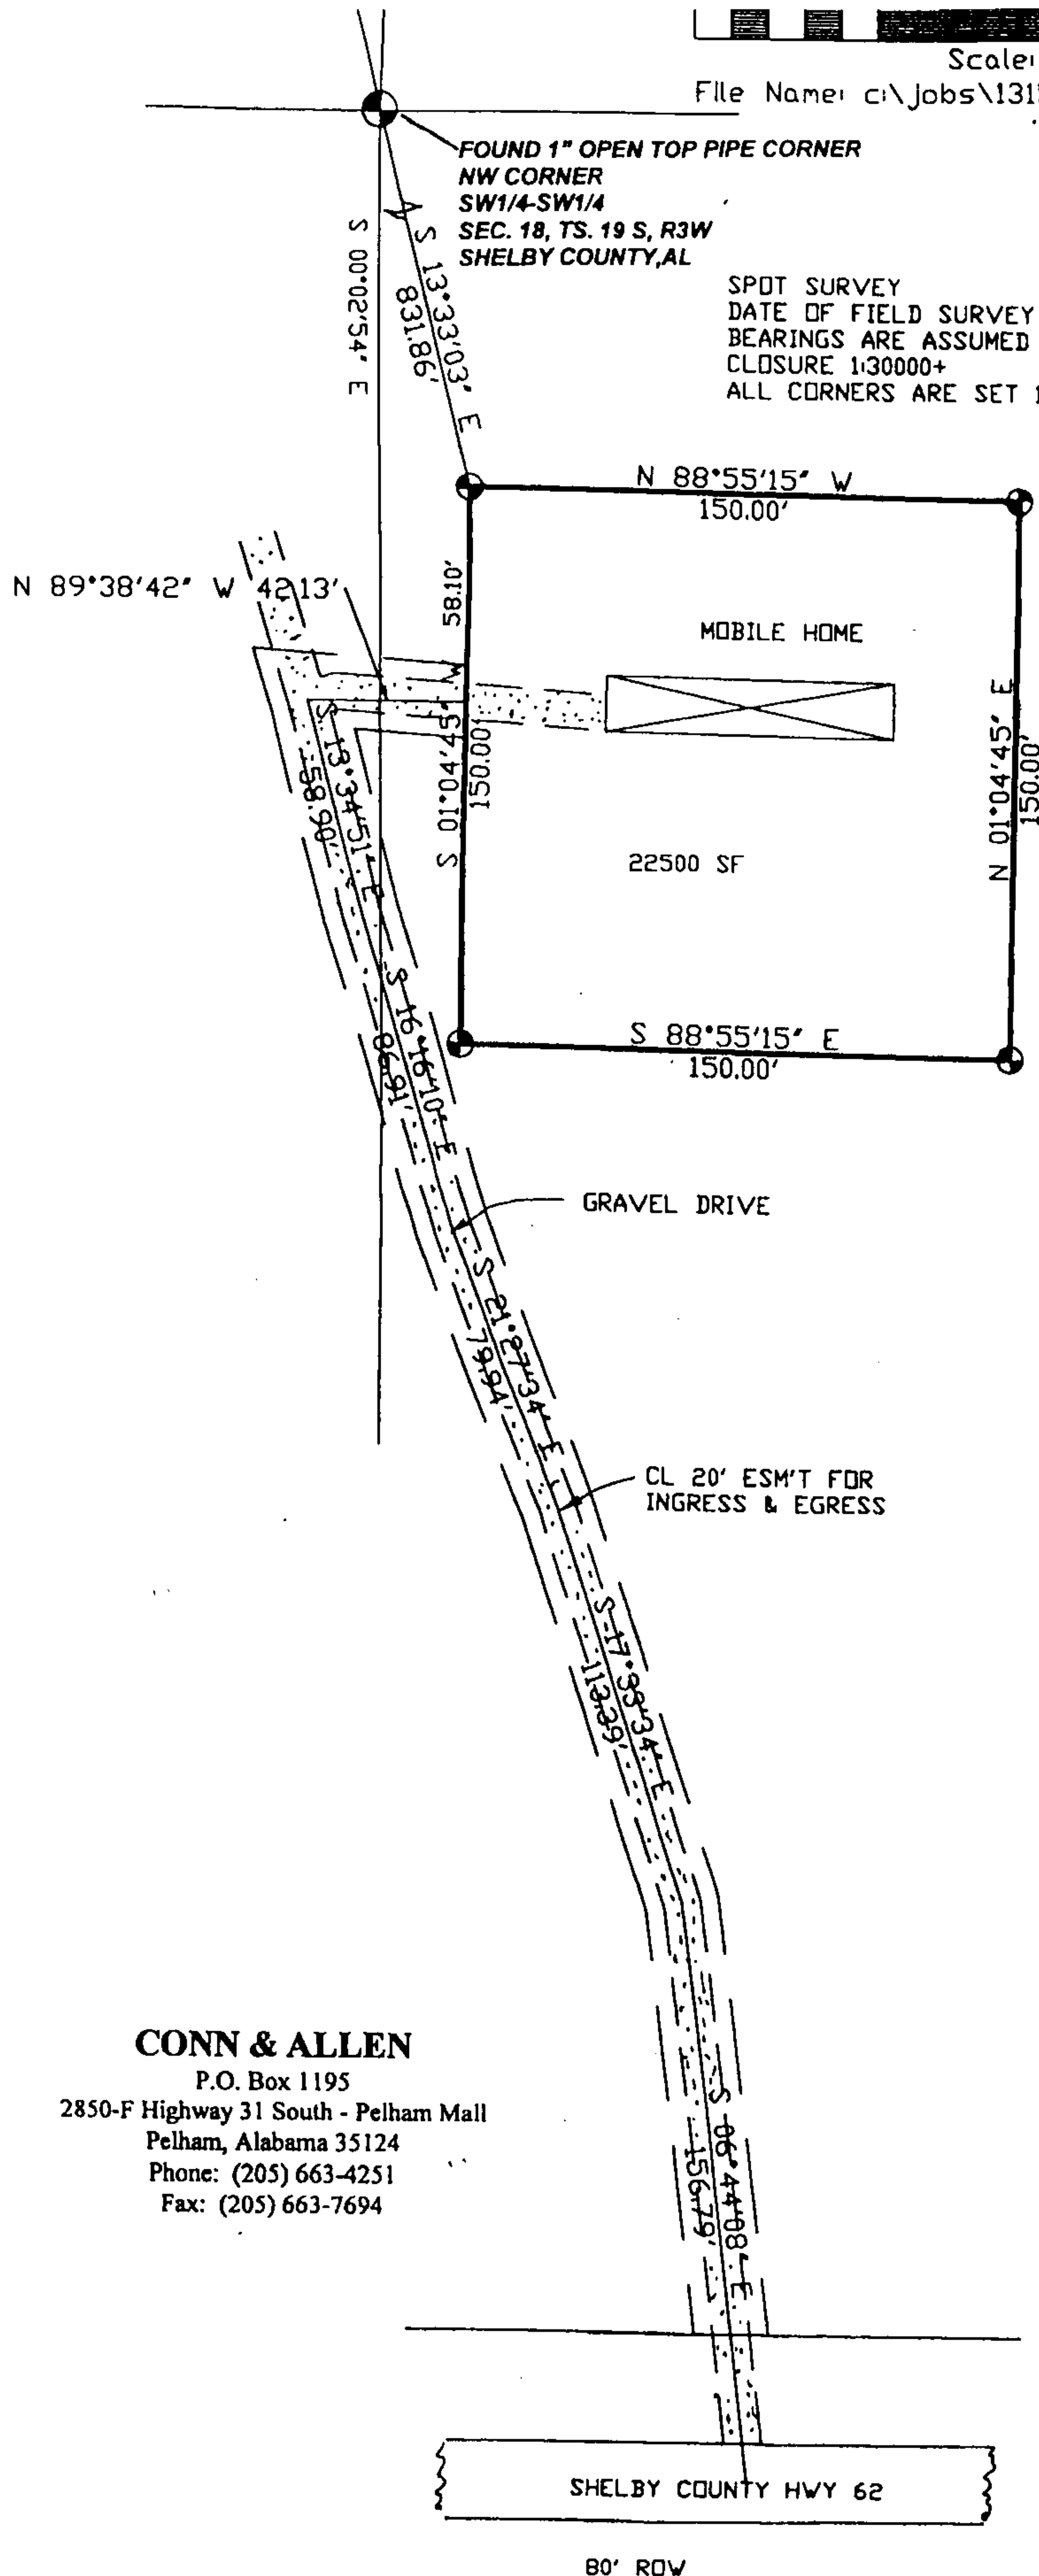 Scale:
File Name: c:\jobs\131
FOUND 1" OPEN TOP PIPE CORNER
NW CORNER
SW1/4-SW1/4
SEC. 18, TS. 19 S, R3W
SHELBY COUNTY,AL
S 00°02'54" E
S 13°33'03" E
831.86'
SPOT SURVEY
DATE OF FIELD SURVEY
BEARINGS ARE ASSUMED
CLOSURE 1:30000+
ALL CORNERS ARE SET 1
N 88°55'15" W
150.00'
58.10'
N 89°38'42" W 42.13'
MOBILE HOME
S 01°04'45" W
150.00'
N 01°04'45" E
150.00'
S 13°34'51" E
58.90'
22500 SF
S 16°16'10" E
86.91'
S 88°55'15" E
150.00'
GRAVEL DRIVE
S 21°27'34" E
79.94'
CL 20' ESM'T FOR
INGRESS & EGRESS
S 17°33'34" E
113.39'
CONN & ALLEN
P.O. Box 1195
2850-F Highway 31 South - Pelham Mall
Pelham, Alabama 35124
Phone: (205) 663-4251
Fax: (205) 663-7694
S 06°44'08" E
156.79'
SHELBY COUNTY HWY 62
80' ROW